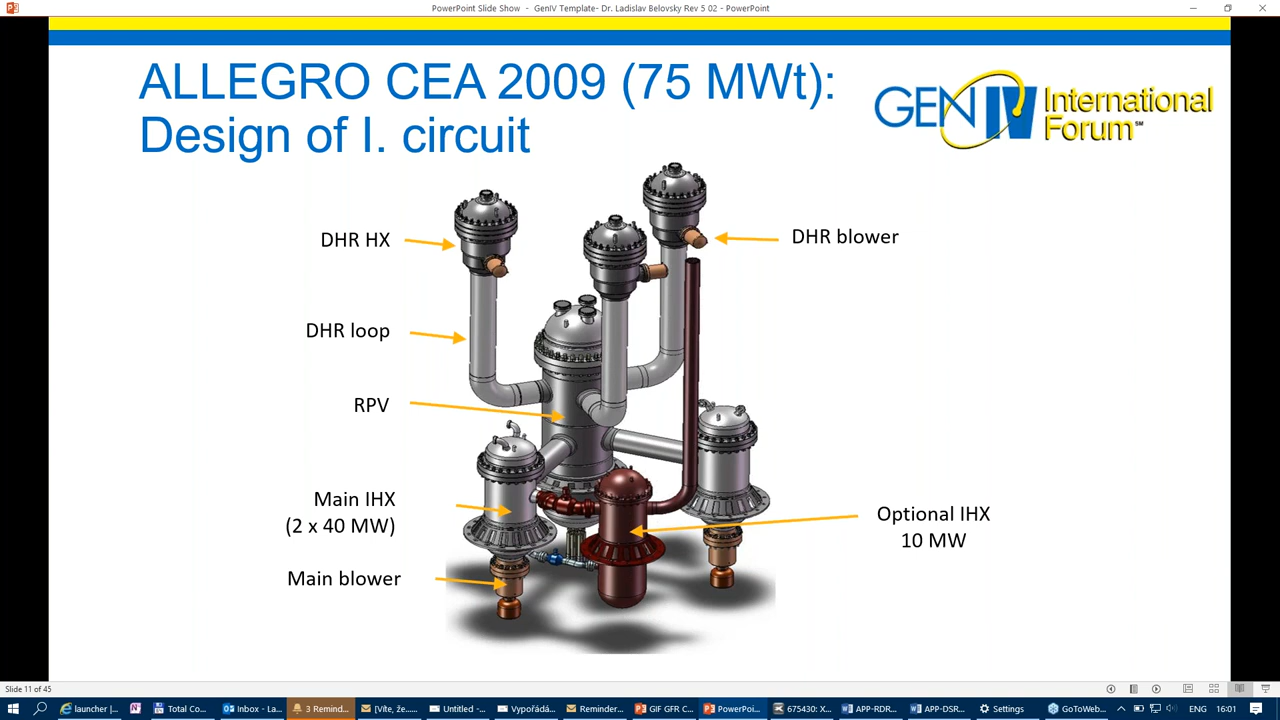 PowerPoint Slide Show - GenIV Template- Dr. Ladislav Belovsky Rev 5 02 - PowerPoint
ALLEGRO CEA 2009 (75 MWt):
Design of I. circuit
GEN IV International
Forum℠
DHR HX
DHR blower
DHR loop
RPV
Main IHX
(2 x 40 MW)
Optional IHX
10 MW
Main blower
Slide 11 of 45
launcher |...
Total Co...
Inbox - La...
3 Remind...
[Víte, že....
Untitled -...
Vypořádá...
Reminder...
GIF GFR C...
PowerPoi...
675430: X...
APP-RDR...
APP-DSR...
Settings
GoToWeb...
ENG
16:01